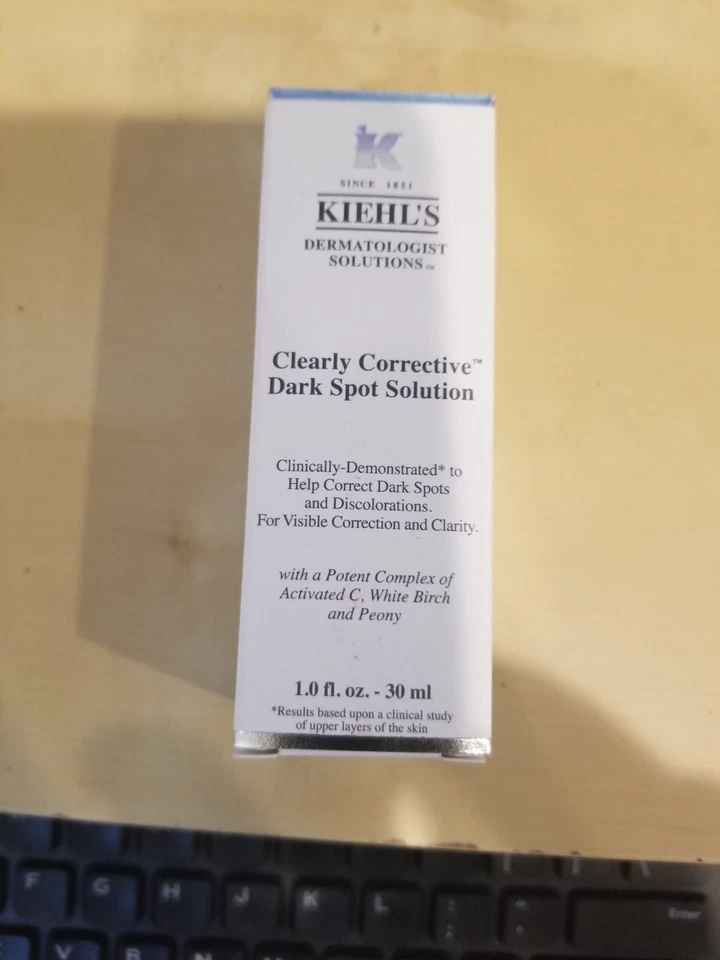 K
SINCE 1851
KIEHL'S
DERMATOLOGIST
SOLUTIONS™
Clearly Corrective™
Dark Spot Solution
Clinically-Demonstrated* to
Help Correct Dark Spots
and Discolorations.
For Visible Correction and Clarity.
with a Potent Complex of
Activated C, White Birch
and Peony
1.0 fl. oz. - 30 ml
*Results based upon a clinical study
of upper layers of the skin
F G H J K L : ; " Enter
V B N